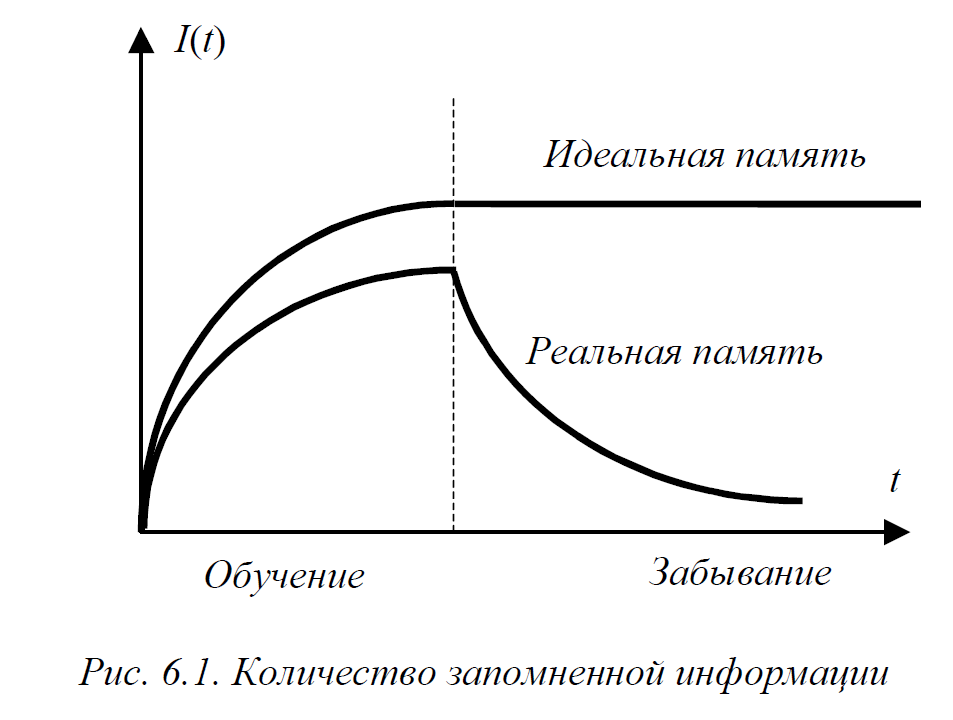 I(t)
Идеальная память
Реальная память
t
Обучение
Забывание
Рис. 6.1. Количество запомненной информации